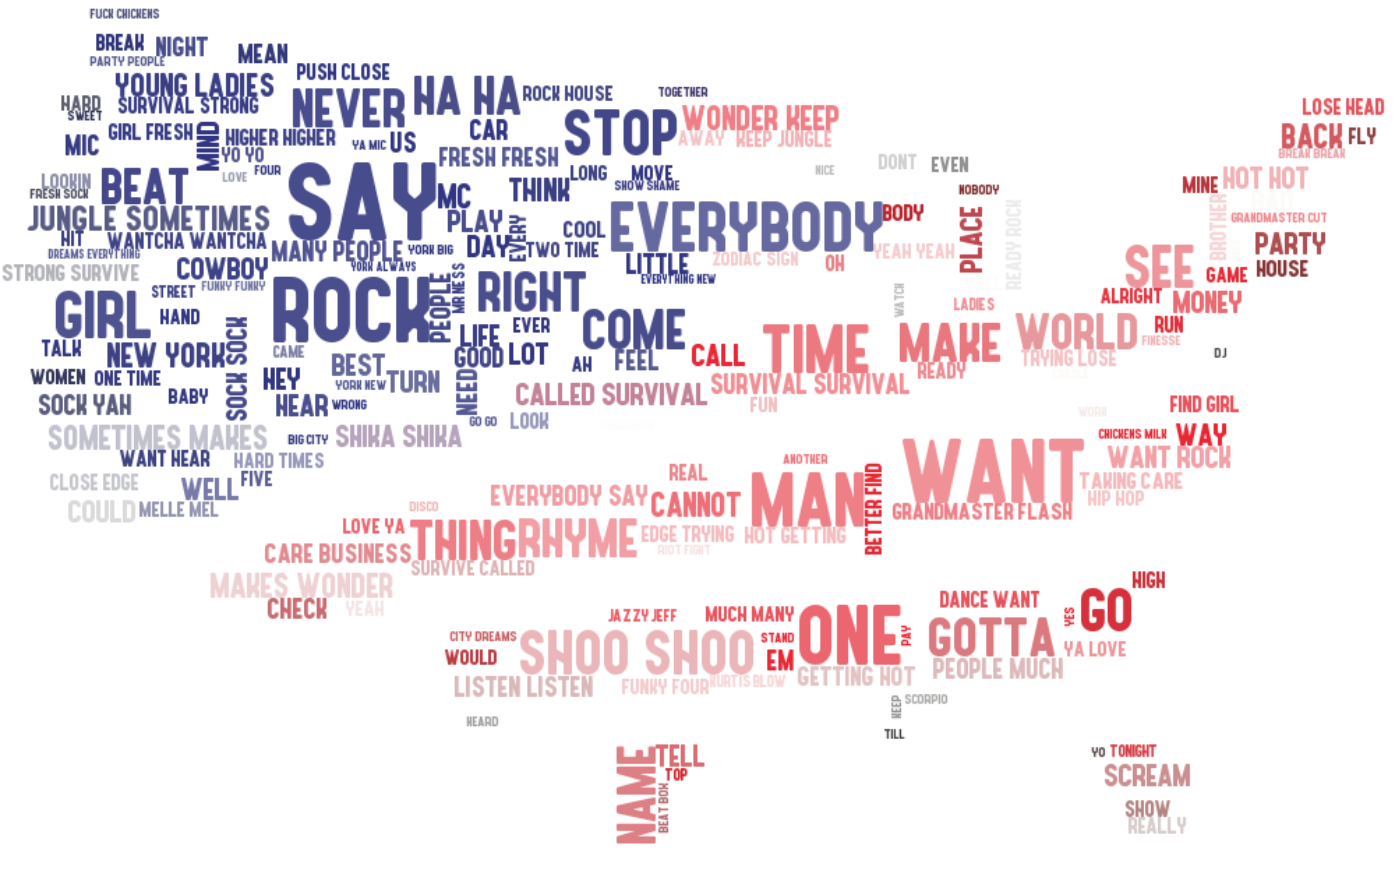 FUCK CHICKENS
BREAK
NIGHT
MEAN
PARTY PEOPLE
PUSH CLOSE
YOUNG LADIES
HA HA
ROCK HOUSE
TOGETHER
HARD
SURVIVAL STRONG
NEVER
SWEET
STOP
WONDER KEEP
LOSE HEAD
MIC
GIRL FRESH
MIND
HIGHER HIGHER
YA MIC
US
CAR
AWAY
KEEP JUNGLE
BACK
FLY
YO YO
FRESH FRESH
BREAK BREAK
LOVE
FOUR
SAY
LONG
MOVE
NICE
DONT
EVEN
LOOKIN
BEAT
MC
THINK
SHOW SHAME
NOBODY
MINE
HOT HOT
FRESH SOCK
BAD
JUNGLE SOMETIMES
PLAY
EVERY
COOL
EVERYBODY
BODY
PLACE
READY ROCK
BROTHER
GRANDMASTER CUT
HIT
WANTCHA WANTCHA
MANY PEOPLE
YORK BIG
DAY
TWO TIME
YEAH YEAH
PARTY
DREAMS EVERYTHING
STRONG SURVIVE
COWBOY
YORK ALWAYS
LITTLE
ZODIAC SIGN
OH
SEE
GAME
HOUSE
FUNKY FUNKY
ROCK
PEOPLE
MR NESS
RIGHT
EVERYTHING NEW
WATCH
STREET
LADIES
ALRIGHT
MONEY
GIRL
HAND
LIFE
EVER
COME
TIME
MAKE
WORLD
RUN
FINESSE
TALK
NEW YORK
SOCK SOCK
CAME
BEST
GOOD
LOT
AH
FEEL
CALL
TRYING LOSE
DJ
WOMEN
ONE TIME
HEY
YORK NEW
TURN
NEED
SURVIVAL SURVIVAL
READY
BABY
SOCK YAH
HEAR
WRONG
CALLED SURVIVAL
FUN
WORK
FIND GIRL
GO GO
LOOK
SOMETIMES MAKES
BIG CITY
SHIKA SHIKA
CHICKENS MILK
WAY
WANT HEAR
HARD TIMES
ANOTHER
WANT
WANT ROCK
CLOSE EDGE
WELL
FIVE
REAL
MAN
BETTER FIND
TAKING CARE
COULD
MELLE MEL
EVERYBODY SAY
CANNOT
HIP HOP
DISCO
GRANDMASTER FLASH
LOVE YA
THING
RHYME
EDGE TRYING
HOT GETTING
CARE BUSINESS
RIOT FIGHT
SURVIVE CALLED
MAKES WONDER
HIGH
CHECK
YEAH
JAZZY JEFF
MUCH MANY
ONE
DANCE WANT
YES
GO
CITY DREAMS
SHOO SHOO
STAND
PAY
GOTTA
YA LOVE
WOULD
EM
PEOPLE MUCH
LISTEN LISTEN
FUNKY FOUR
KURTIS BLOW
GETTING HOT
HEARD
KEEP
SCORPIO
TILL
NAME
TELL
YO
TONIGHT
TOP
BEAT BOX
SCREAM
SHOW
REALLY